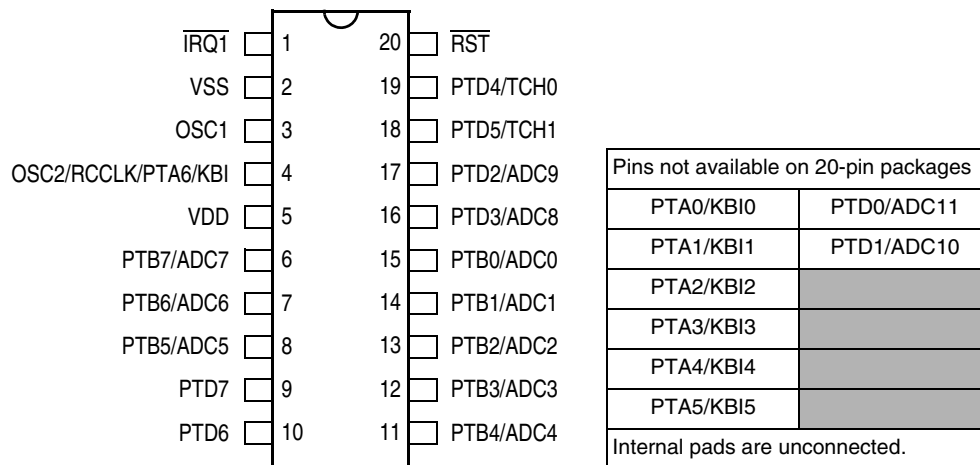 IRQ1 1 20 RST
VSS 2 19 PTD4/TCH0
OSC1 3 18 PTD5/TCH1
OSC2/RCCLK/PTA6/KBI 4 17 PTD2/ADC9
VDD 5 16 PTD3/ADC8
PTB7/ADC7 6 15 PTB0/ADC0
PTB6/ADC6 7 14 PTB1/ADC1
PTB5/ADC5 8 13 PTB2/ADC2
PTD7 9 12 PTB3/ADC3
PTD6 10 11 PTB4/ADC4
Pins not available on 20-pin packages
PTA0/KBI0 PTD0/ADC11
PTA1/KBI1 PTD1/ADC10
PTA2/KBI2
PTA3/KBI3
PTA4/KBI4
PTA5/KBI5
Internal pads are unconnected.